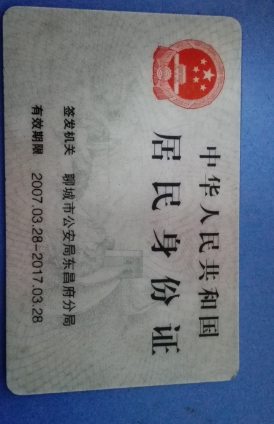 中华人民共和国
居民身份证
签发机关 聊城市公安局东昌府分局
有效期限 2007.03.28-2017.03.28